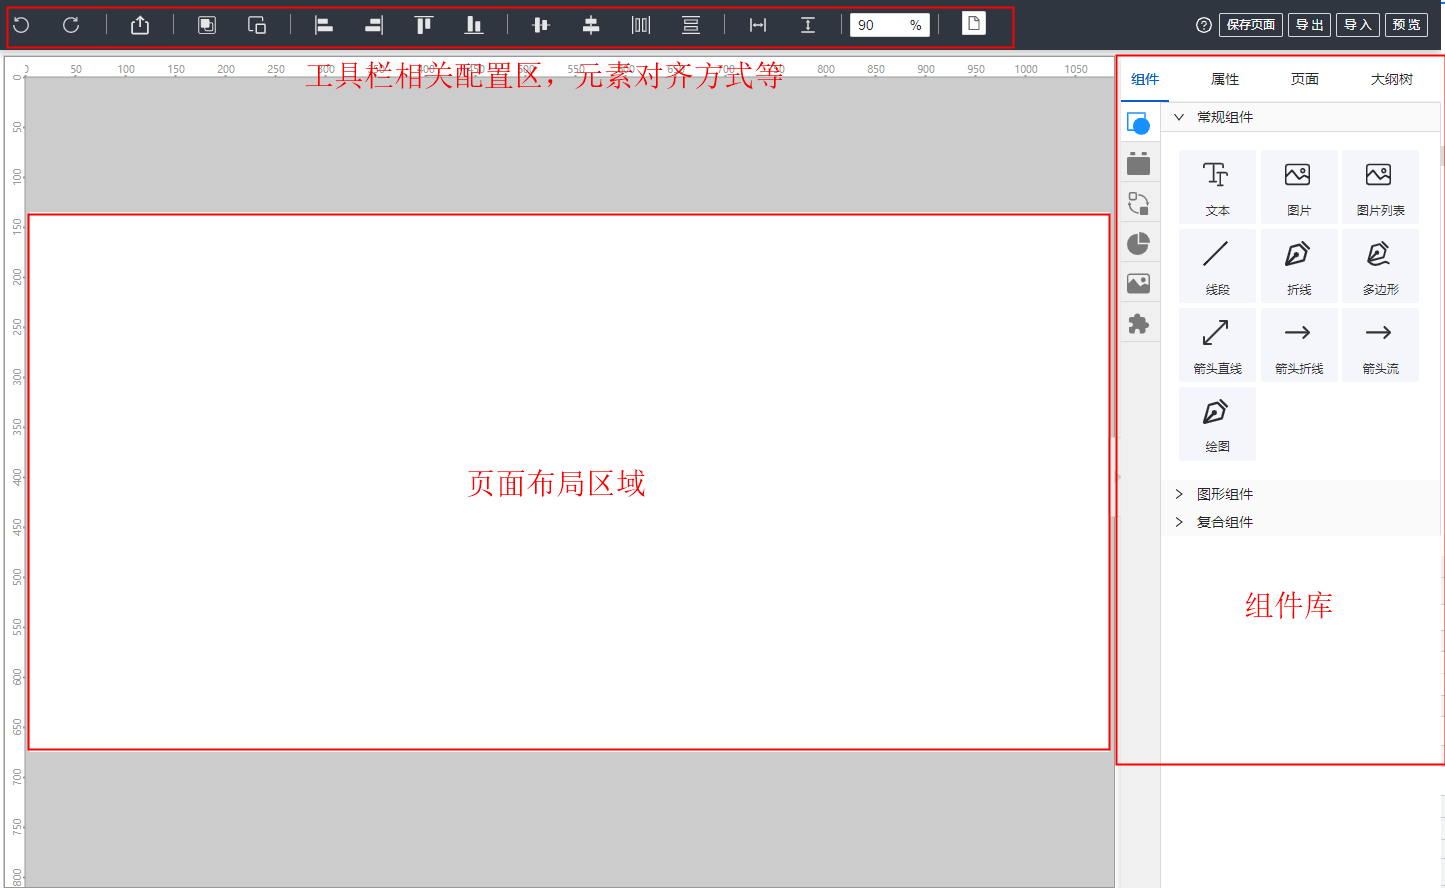 90 %
保存页面 导出 导入 预览
0 50 100 150 200 250 300 350 400 450 500 550 600 650 700 750 800 850 900 950 1000 1050
工具栏相关配置区，元素对齐方式等
组件 属性 页面 大纲树
常规组件
文本 图片 图片列表
线段 折线 多边形
箭头直线 箭头折线 箭头流
绘图
图形组件
复合组件
组件库
页面布局区域
0
50
100
150
200
250
300
350
400
450
500
550
600
650
700
750
800